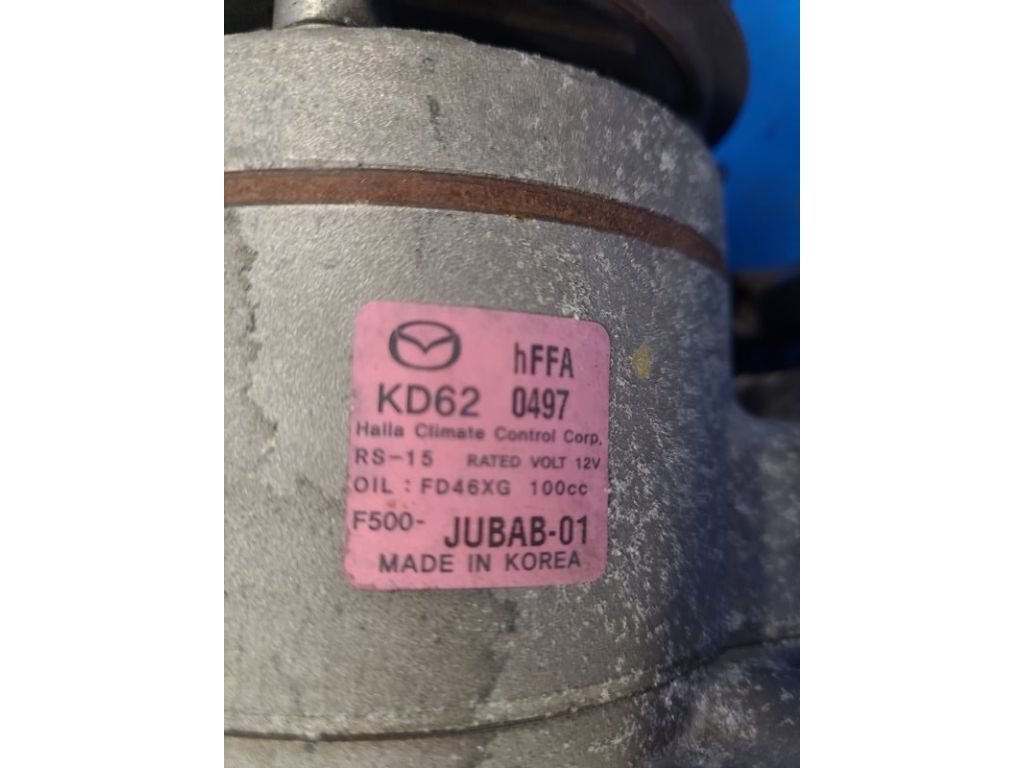 hFFA
KD62 0497
Halla Climate Control Corp.
RS-15 RATED VOLT 12V
OIL : FD46XG 100cc
F500- JUBAB-01
MADE IN KOREA